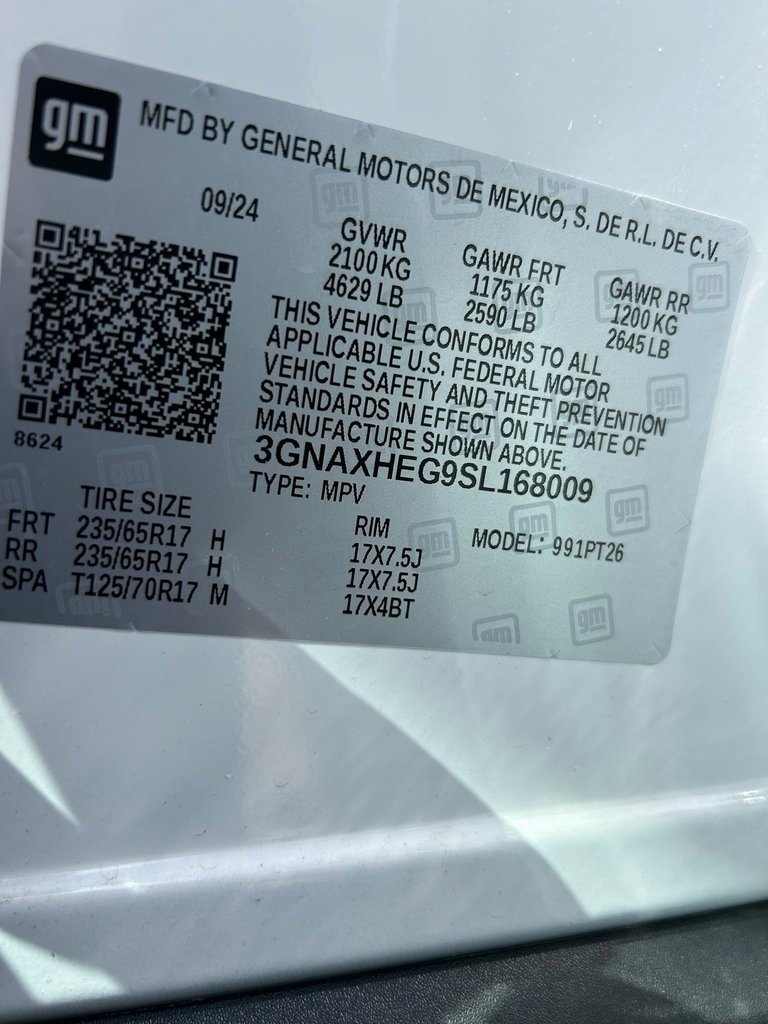 gm
MFD BY GENERAL MOTORS DE MEXICO, S. DE R.L. DE C.V.
09/24
GVWR GAWR FRT GAWR RR
2100 KG 1175 KG 1200 KG
4629 LB 2590 LB 2645 LB
THIS VEHICLE CONFORMS TO ALL
APPLICABLE U.S. FEDERAL MOTOR
VEHICLE SAFETY AND THEFT PREVENTION
STANDARDS IN EFFECT ON THE DATE OF
MANUFACTURE SHOWN ABOVE.
8624
3GNAXHEG9SL168009
TYPE: MPV
TIRE SIZE RIM MODEL: 991PT26
FRT 235/65R17 H 17X7.5J
RR 235/65R17 H 17X7.5J
SPA T125/70R17 M 17X4BT